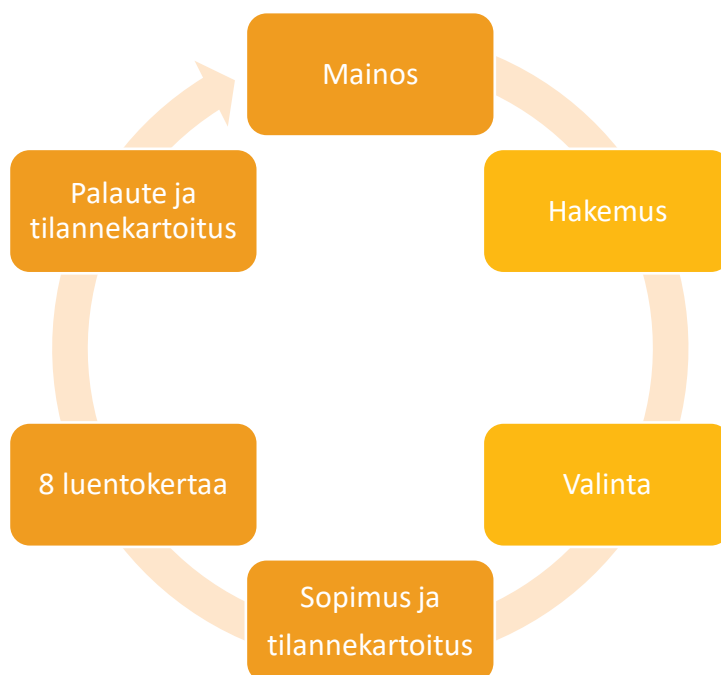 Mainos
Hakemus
Valinta
Sopimus ja
tilannekartoitus
8 luentokertaa
Palaute ja
tilannekartoitus